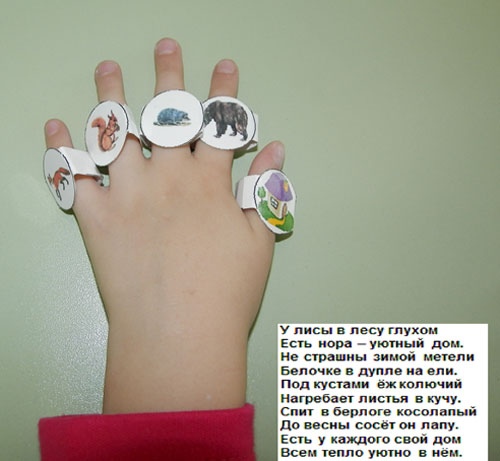 У лисы в лесу глухом
Есть нора – уютный дом.
Не страшны зимой метели
Белочке в дупле на ели.
Под кустами ёж колючий
Нагребает листья в кучу.
Спит в берлоге косолапый
До весны сосёт он лапу.
Есть у каждого свой дом
Всем тепло уютно в нём.